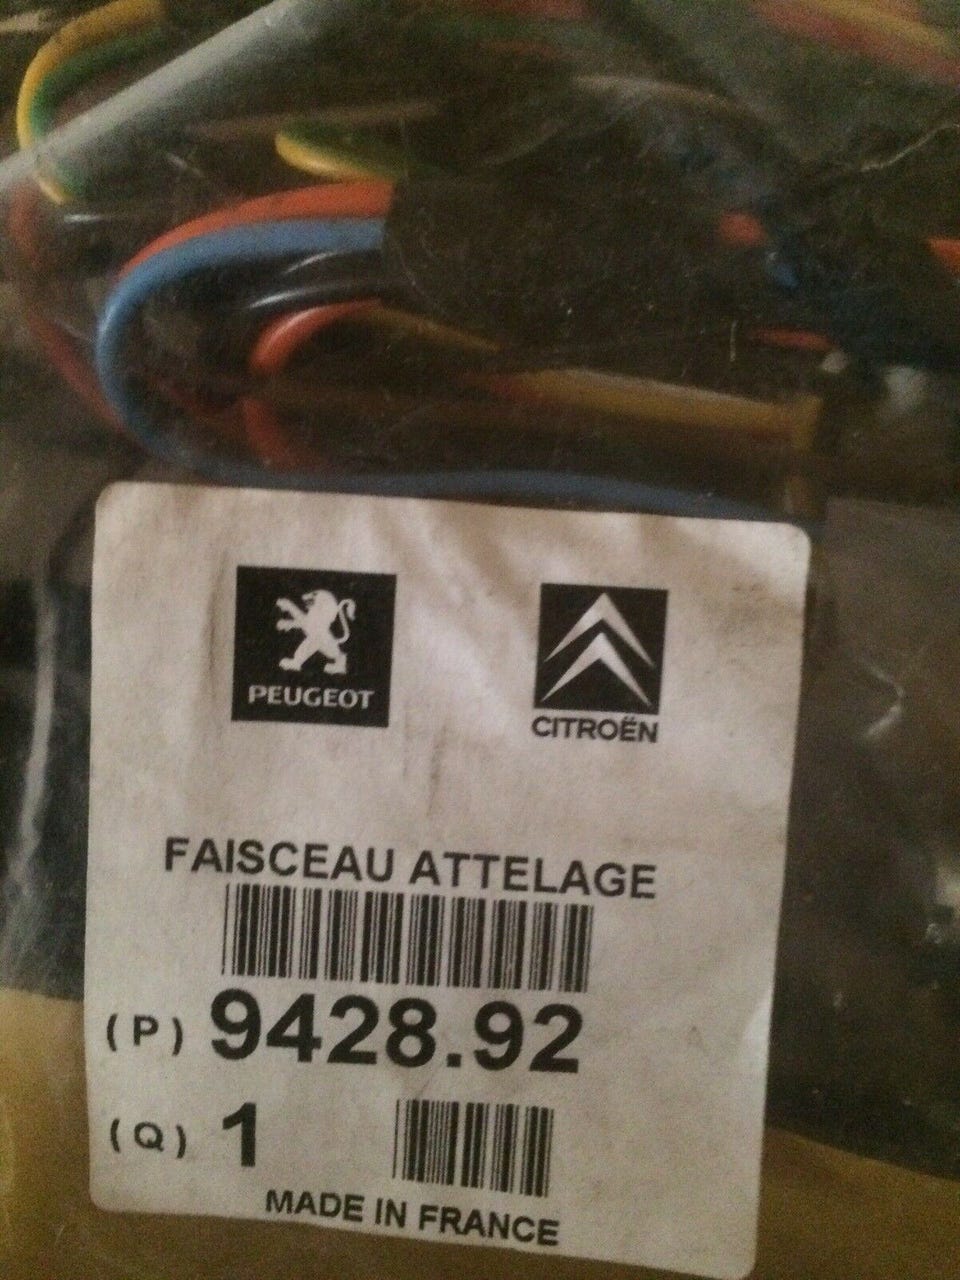 PEUGEOT
CITROËN
FAISCEAU ATTELAGE
(P) 9428.92
(Q) 1
MADE IN FRANCE